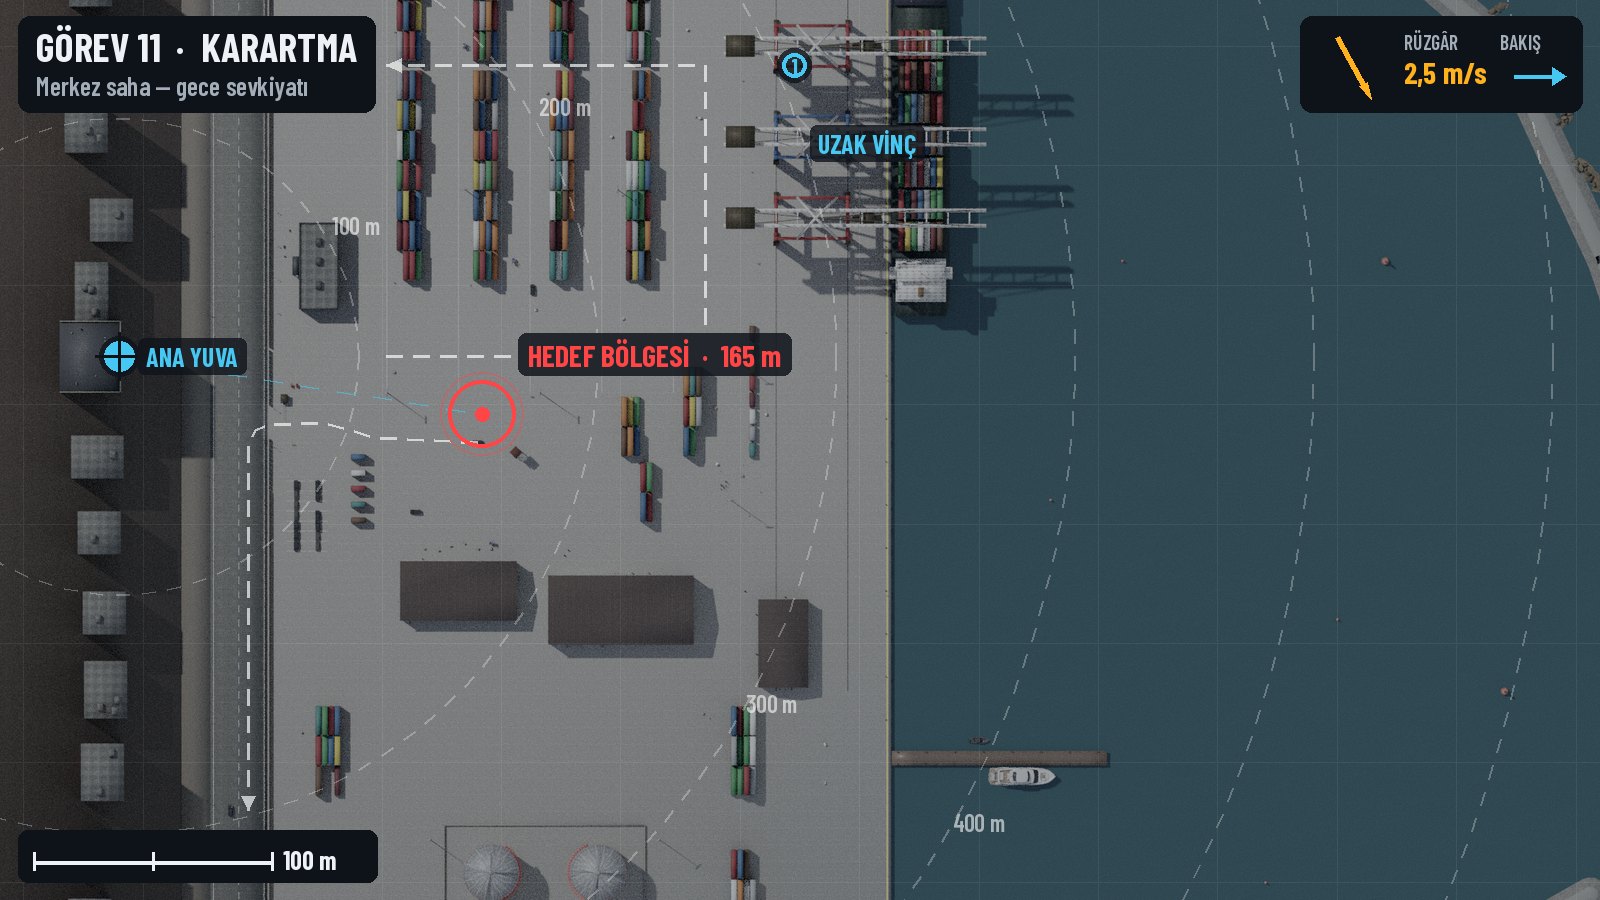 GÖREV 11 · KARARTMA
Merkez saha — gece sevkiyatı
RÜZGÂR
BAKIŞ
2,5 m/s
1
200 m
UZAK VİNÇ
100 m
ANA YUVA
HEDEF BÖLGESİ · 165 m
300 m
400 m
100 m